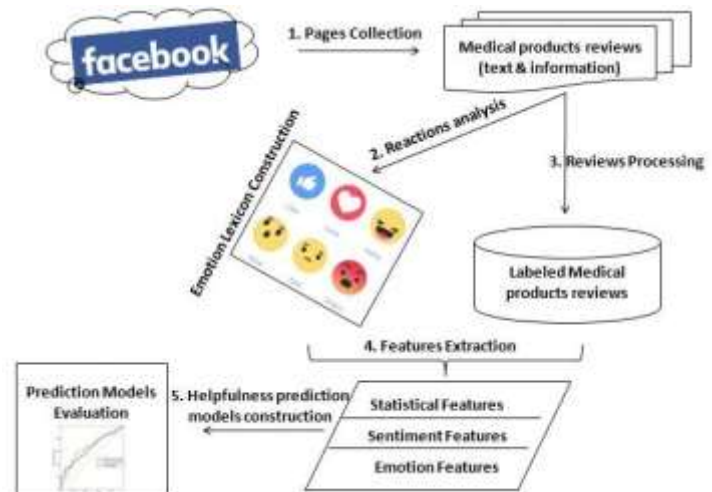 facebook
1. Pages Collection
Medical products reviews
(text & information)
2. Reactions analysis
3. Reviews Processing
Emotion Lexicon Construction
Labeled Medical
products reviews
4. Features Extraction
Prediction Models
Evaluation
5. Helpfulness prediction
models construction
Statistical Features
Sentiment Features
Emotion Features